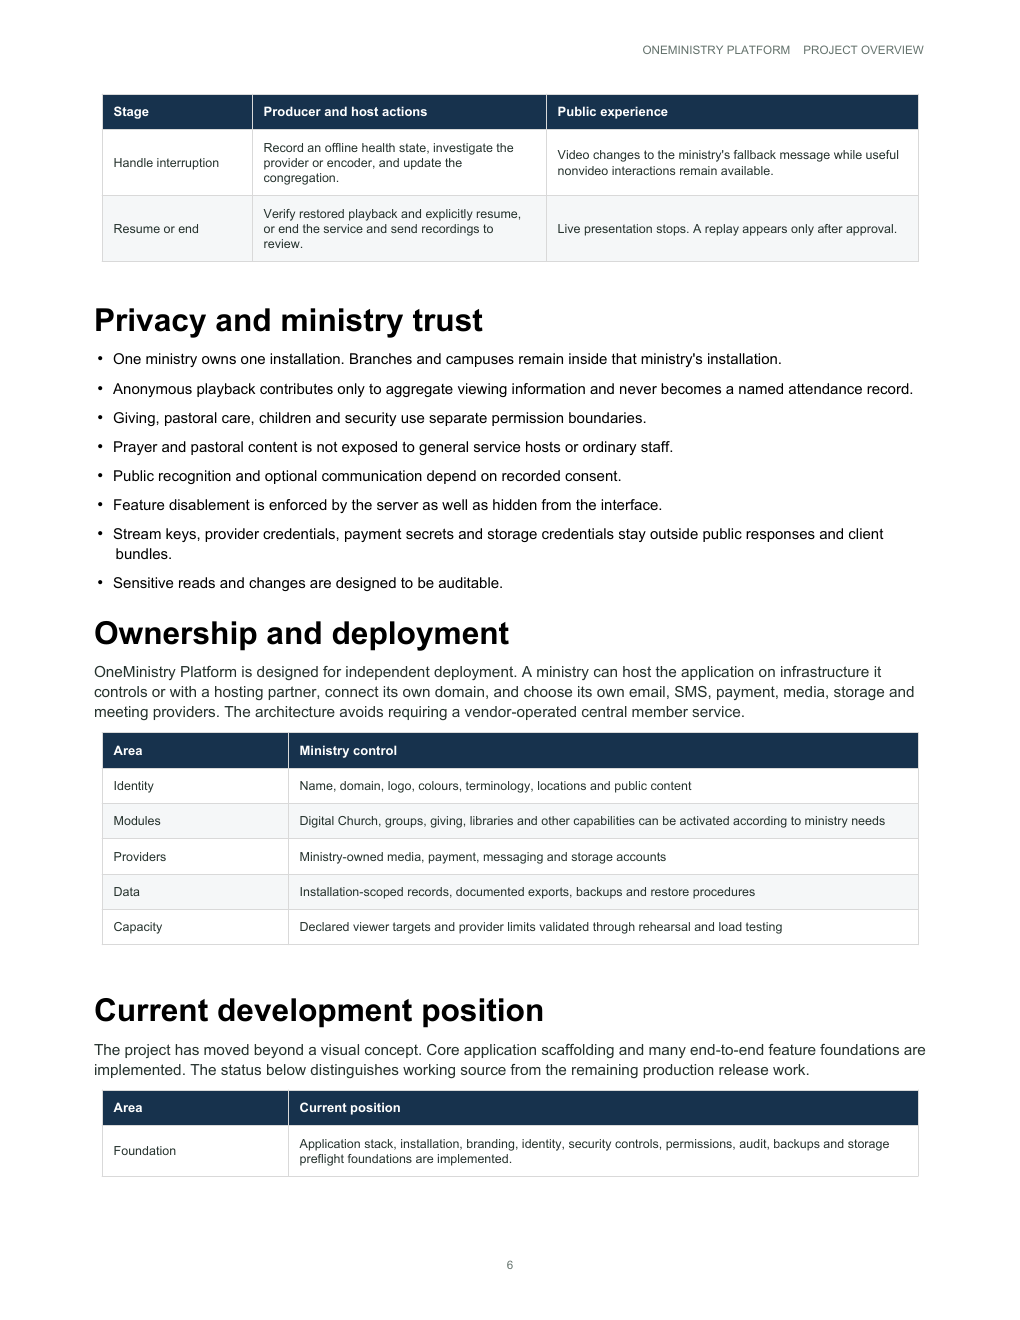 ONEMINISTRY PLATFORM PROJECT OVERVIEW
Stage
Producer and host actions
Public experience
Handle interruption
Record an offline health state, investigate the
provider or encoder, and update the
congregation.
Video changes to the ministry's fallback message while useful
nonvideo interactions remain available.
Resume or end
Verify restored playback and explicitly resume,
or end the service and send recordings to
review.
Live presentation stops. A replay appears only after approval.
Privacy and ministry trust
• One ministry owns one installation. Branches and campuses remain inside that ministry's installation.
• Anonymous playback contributes only to aggregate viewing information and never becomes a named attendance record.
• Giving, pastoral care, children and security use separate permission boundaries.
• Prayer and pastoral content is not exposed to general service hosts or ordinary staff.
• Public recognition and optional communication depend on recorded consent.
• Feature disablement is enforced by the server as well as hidden from the interface.
• Stream keys, provider credentials, payment secrets and storage credentials stay outside public responses and client
bundles.
• Sensitive reads and changes are designed to be auditable.
Ownership and deployment
OneMinistry Platform is designed for independent deployment. A ministry can host the application on infrastructure it
controls or with a hosting partner, connect its own domain, and choose its own email, SMS, payment, media, storage and
meeting providers. The architecture avoids requiring a vendor-operated central member service.
Area
Ministry control
Identity
Name, domain, logo, colours, terminology, locations and public content
Modules
Digital Church, groups, giving, libraries and other capabilities can be activated according to ministry needs
Providers
Ministry-owned media, payment, messaging and storage accounts
Data
Installation-scoped records, documented exports, backups and restore procedures
Capacity
Declared viewer targets and provider limits validated through rehearsal and load testing
Current development position
The project has moved beyond a visual concept. Core application scaffolding and many end-to-end feature foundations are
implemented. The status below distinguishes working source from the remaining production release work.
Area
Current position
Foundation
Application stack, installation, branding, identity, security controls, permissions, audit, backups and storage
preflight foundations are implemented.
6